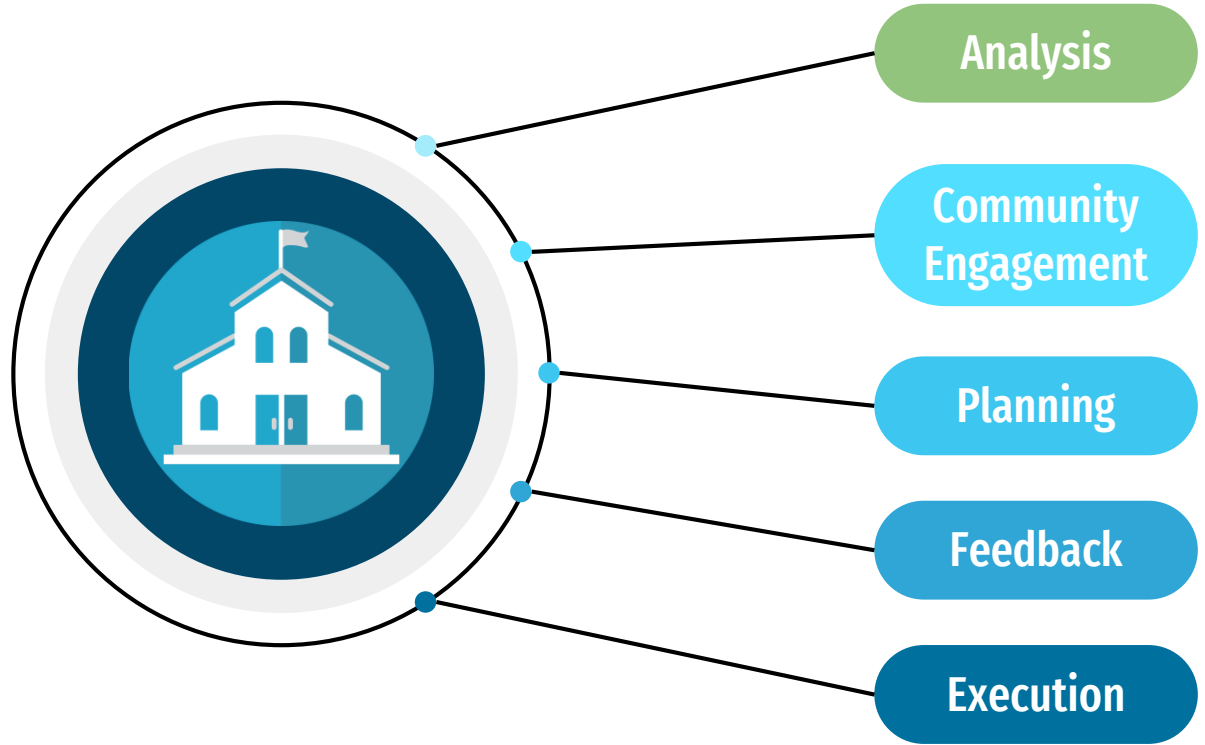 Analysis
Community
Engagement
Planning
Feedback
Execution